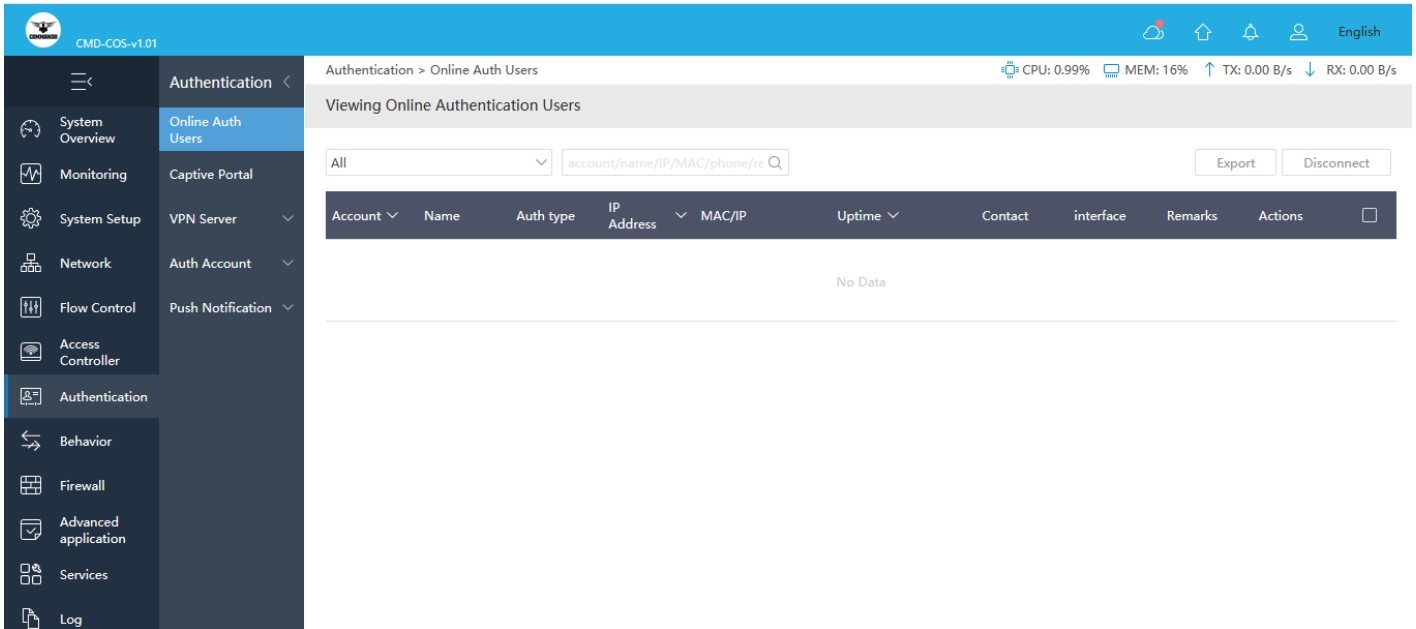 COMMANDO
CMD-COS-v1.01
English
Authentication
Authentication > Online Auth Users
CPU: 0.99%
MEM: 16%
TX: 0.00 B/s
RX: 0.00 B/s
System
Overview
Monitoring
System Setup
Network
Flow Control
Access
Controller
Authentication
Behavior
Firewall
Advanced
application
Services
Log
Online Auth
Users
Captive Portal
VPN Server
Auth Account
Push Notification
Viewing Online Authentication Users
All
account/name/IP/MAC/phone/re
Export
Disconnect
Account
Name
Auth type
IP
Address
MAC/IP
Uptime
Contact
interface
Remarks
Actions
No Data